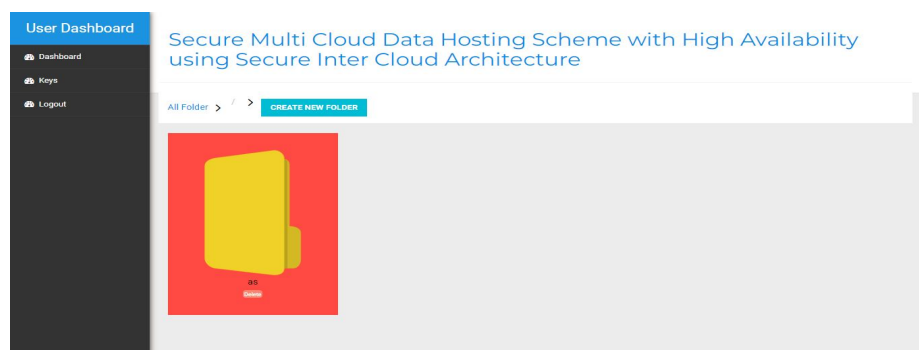 User Dashboard
Dashboard
Keys
Logout
Secure Multi Cloud Data Hosting Scheme with High Availability
using Secure Inter Cloud Architecture
All Folder > / > CREATE NEW FOLDER
as
Delete